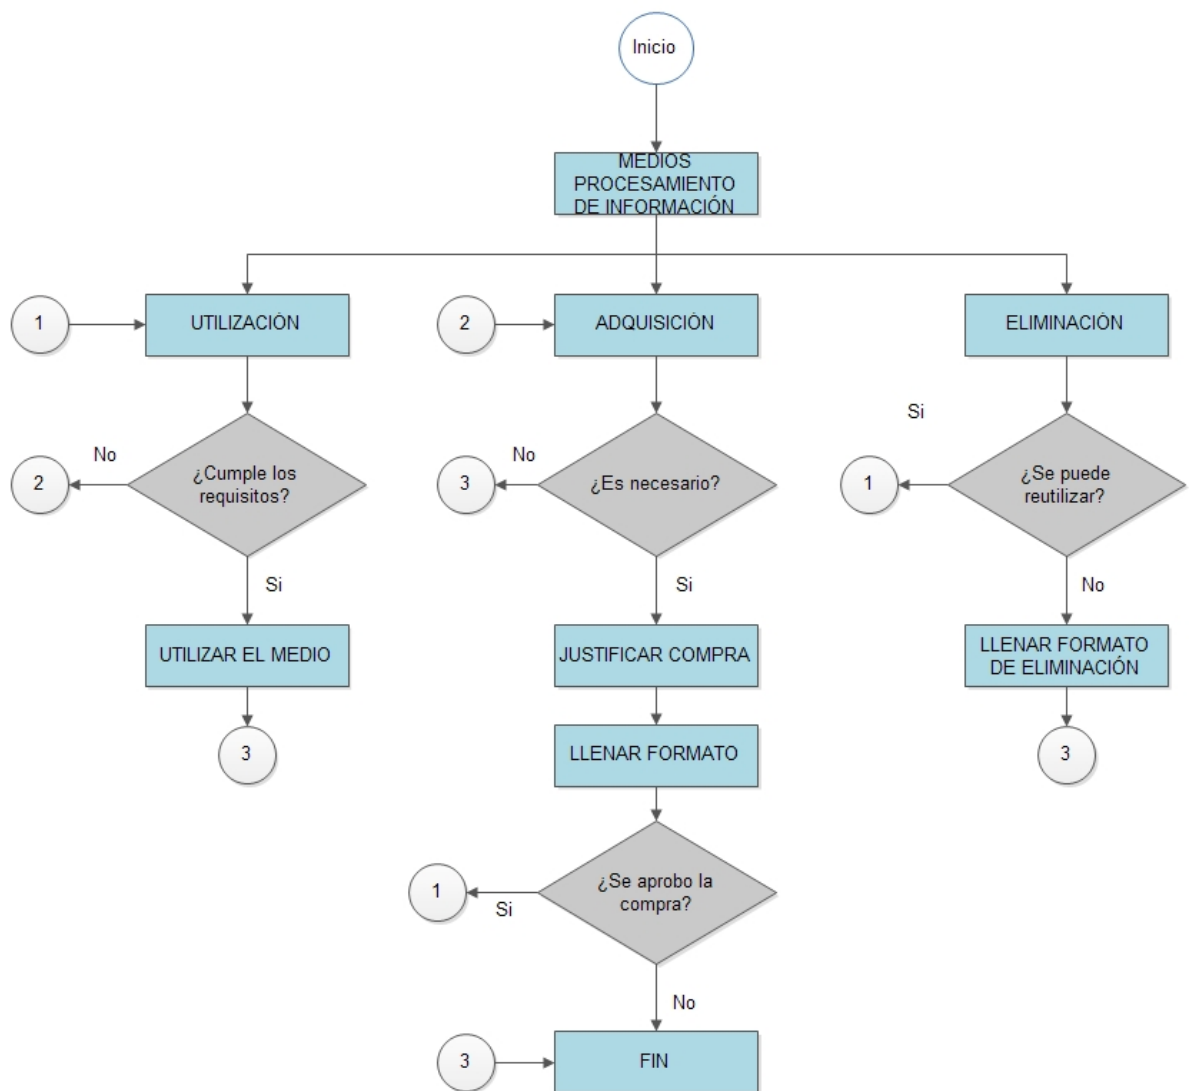 Inicio
MEDIOS
PROCESAMIENTO
DE INFORMACIÓN
1
UTILIZACIÓN
2
ADQUISICIÓN
ELIMINACIÓN
Si
No
No
2
¿Cumple los
requisitos?
3
¿Es necesario?
1
¿Se puede
reutilizar?
Si
Si
No
UTILIZAR EL MEDIO
JUSTIFICAR COMPRA
LLENAR FORMATO
DE ELIMINACIÓN
3
LLENAR FORMATO
3
1
Si
¿Se aprobo la
compra?
No
3
FIN